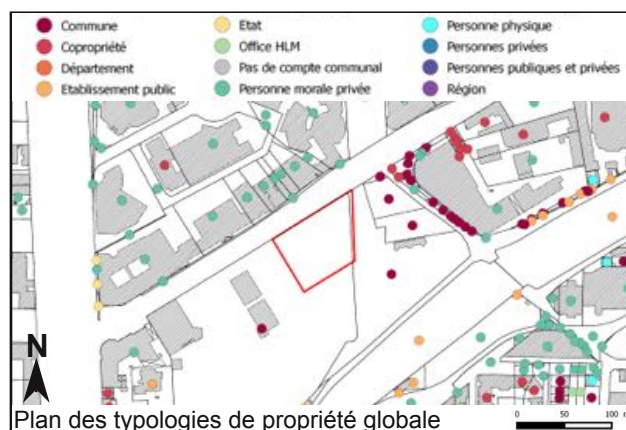 Commune
Copropriété
Département
Etablissement public
Etat
Office HLM
Pas de compte communal
Personne morale privée
Personne physique
Personnes privées
Personnes publiques et privées
Région
N
Plan des typologies de propriété globale
0 50 100 m